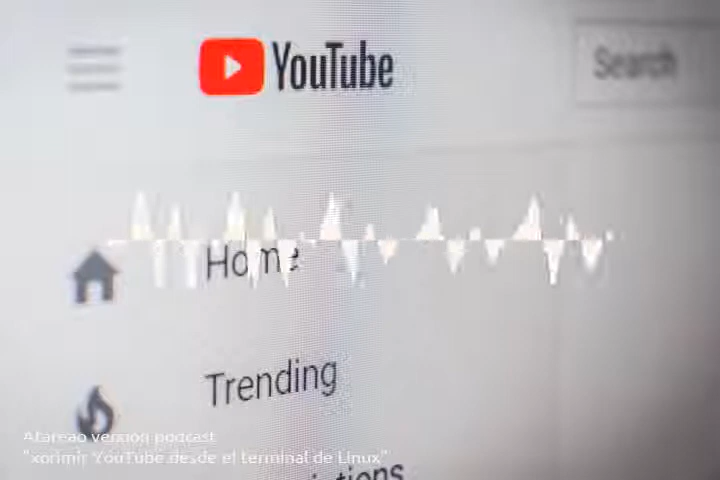 YouTube
Search
Home
Trending
Atareao version podcast
YouTube desde el terminal de Linux"